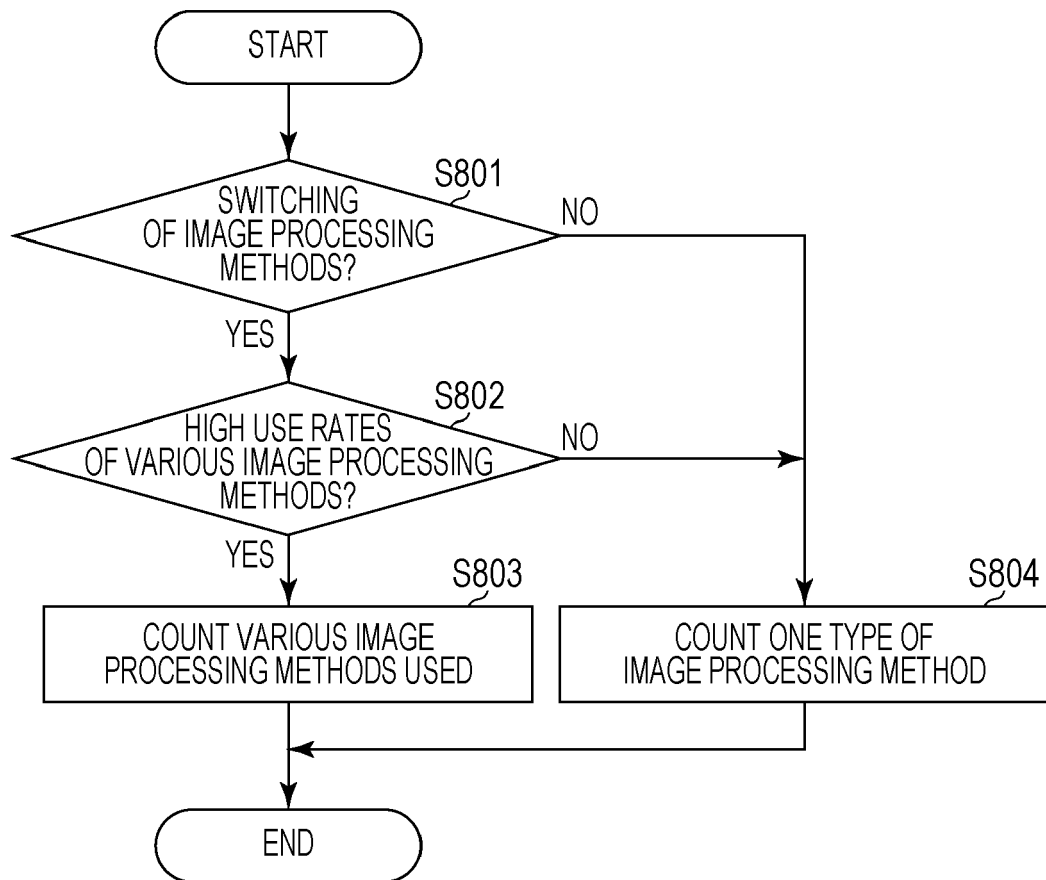 START
S801
SWITCHING
OF IMAGE PROCESSING
METHODS?
NO
YES
S802
HIGH USE RATES
OF VARIOUS IMAGE PROCESSING
METHODS?
NO
YES
S803
COUNT VARIOUS IMAGE
PROCESSING METHODS USED
S804
COUNT ONE TYPE OF
IMAGE PROCESSING METHOD
END